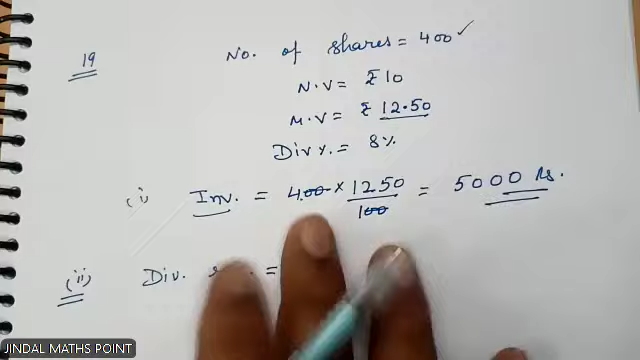 19
No. of shares = 400 ✓
N.V = ₹10
M.V = ₹ 12.50
Div%. = 8%
(i) Inv. = 400 × 1250/100 = 5000 Rs.
(ii) Div. =
JINDAL MATHS POINT